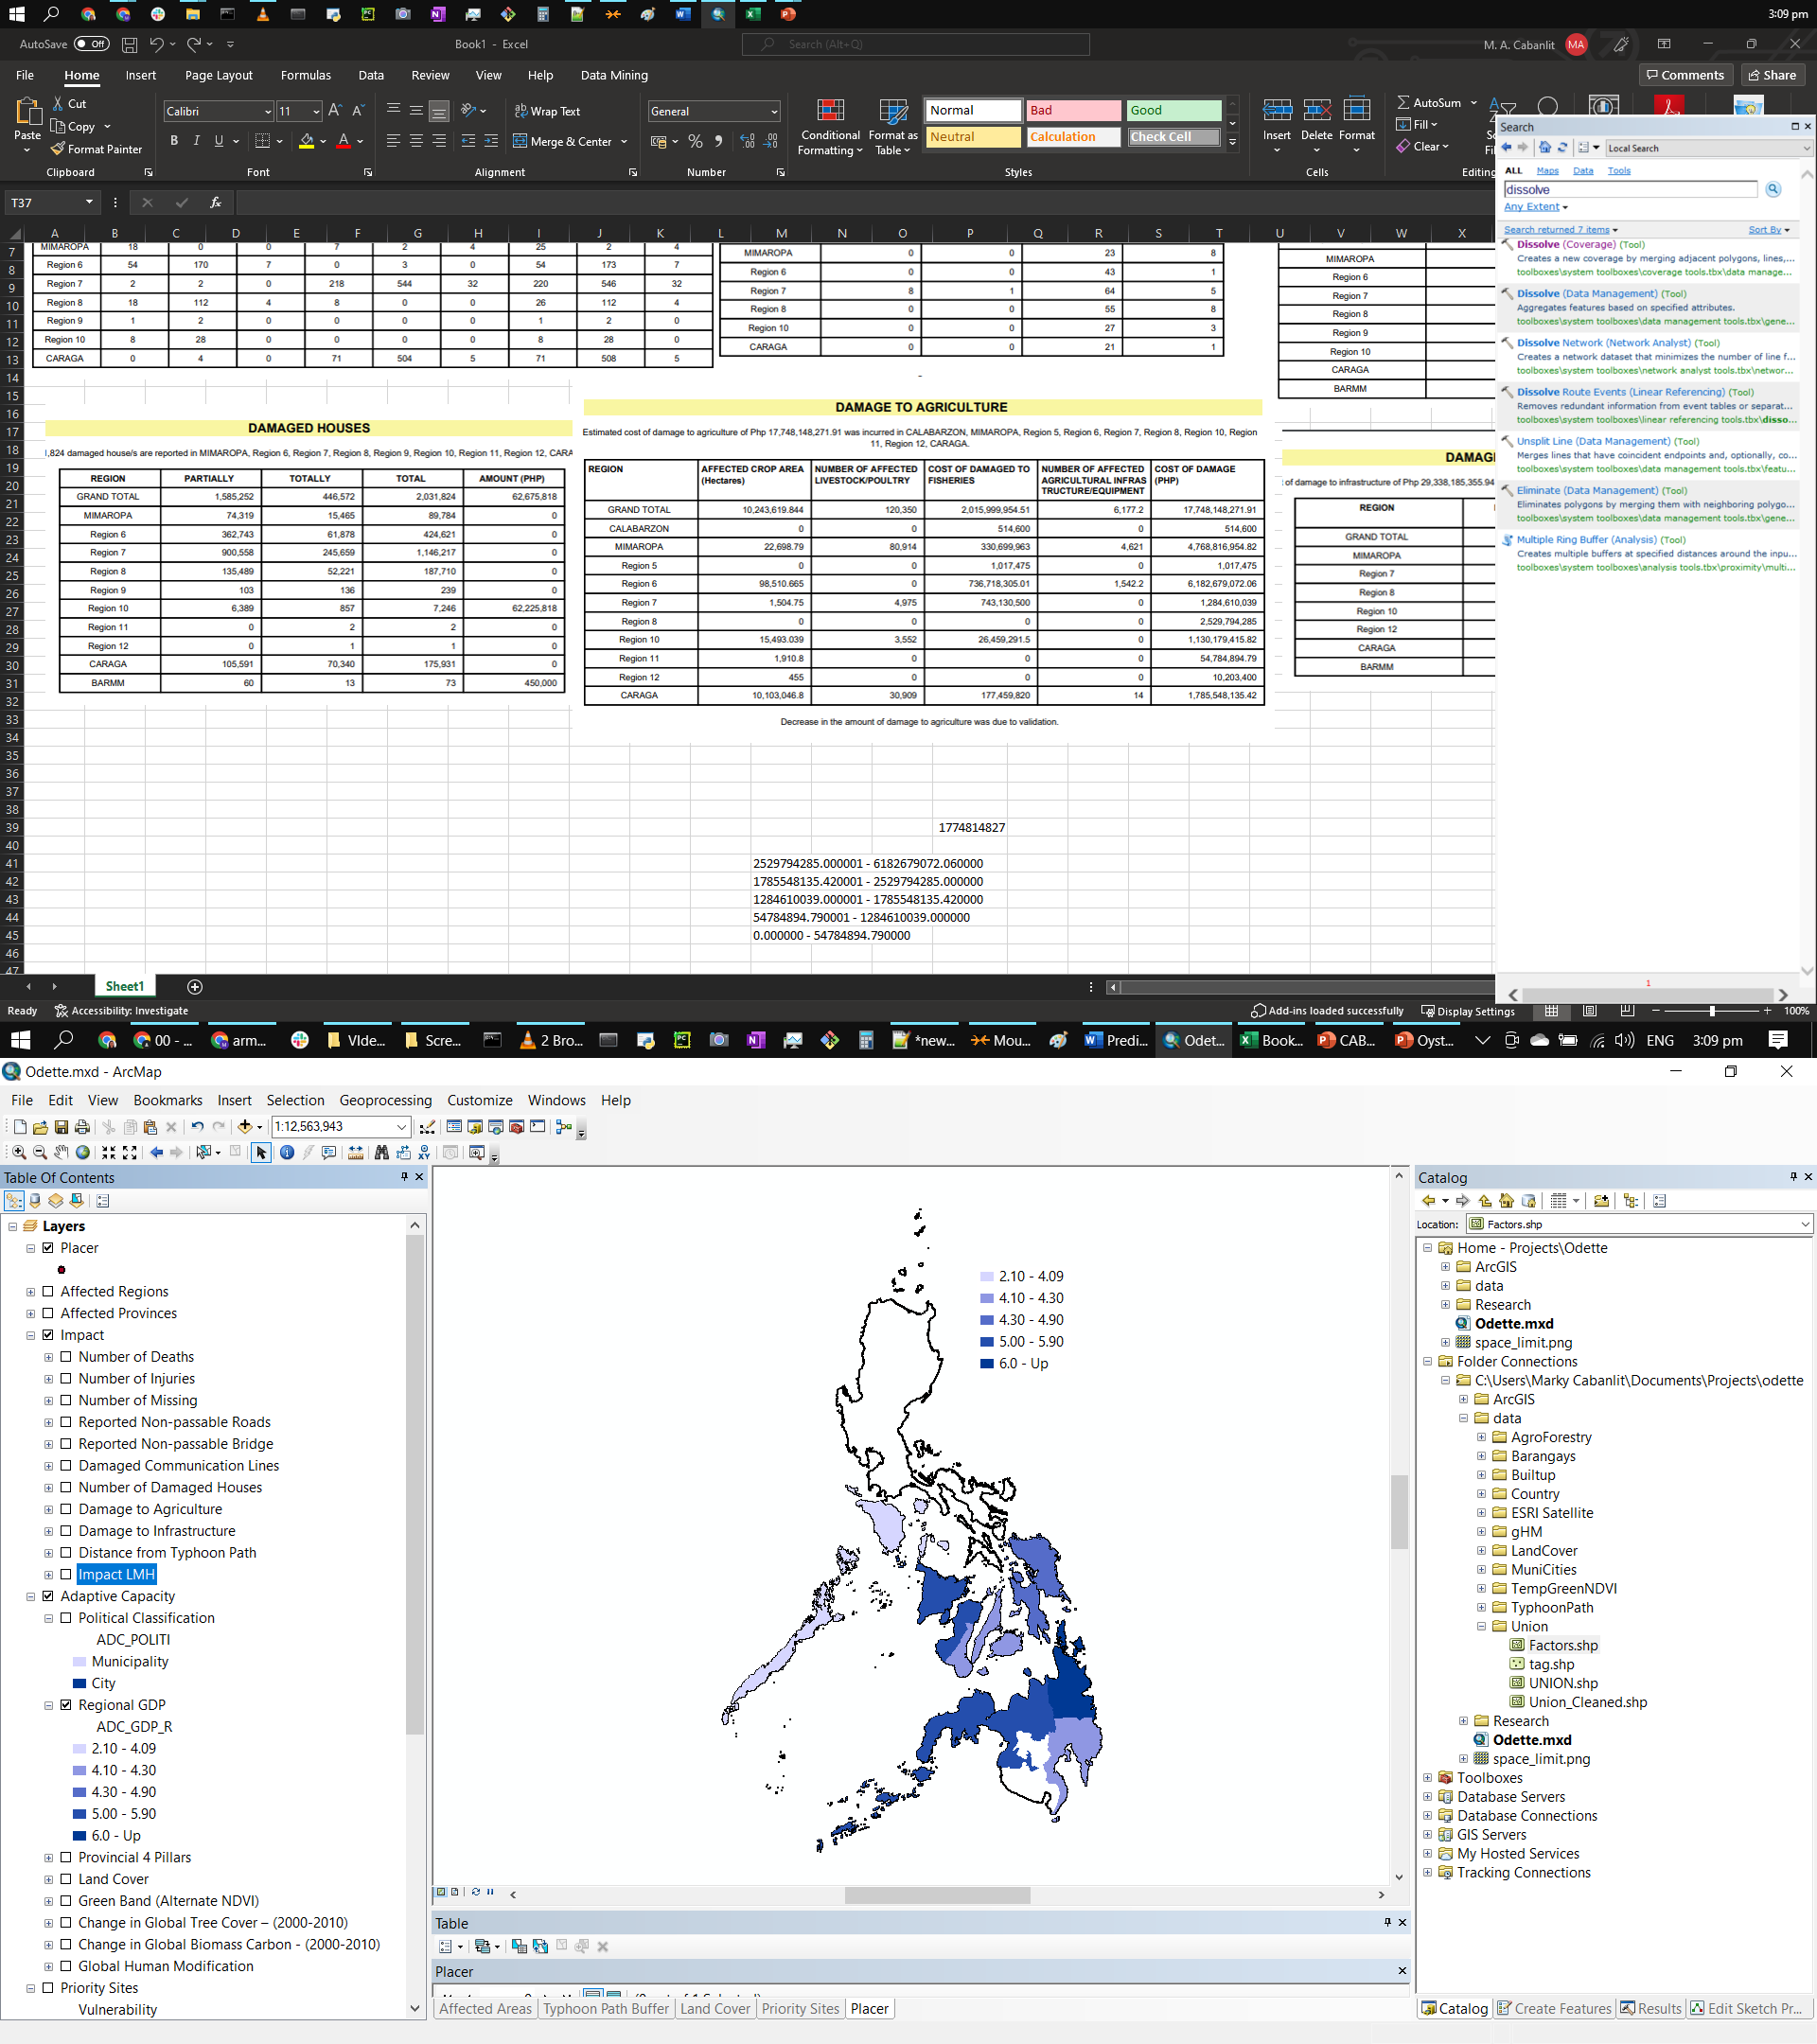 3:09 pm
AutoSave Off
Book1 - Excel
Search (Alt+Q)
M. A. Cabanlit MA
File Home Insert Page Layout Formulas Data Review View Help Data Mining
Comments Share
Paste Cut Copy Format Painter
Calibri 11
Wrap Text
Merge & Center
General
Conditional Formatting
Format as Table
Normal Bad Good
Neutral Calculation Check Cell
Insert Delete Format
AutoSum
Fill
Clear
Clipboard Font Alignment Number Styles Cells Editing
T37 fx
A B C D E F G H I J K L M N O P Q R S T U V W X
MIMAROPA 18 0 0 7 2 4 25 2 4
Region 6 54 170 7 0 3 0 54 173 7
Region 7 2 2 0 218 544 32 220 546 32
Region 8 18 112 4 8 0 0 26 112 4
Region 9 1 2 0 0 0 0 1 2 0
Region 10 8 28 0 0 0 0 8 28 0
CARAGA 0 4 0 71 504 5 71 508 5
MIMAROPA 0 0 23 8
Region 6 0 0 43 1
Region 7 8 1 64 5
Region 8 0 0 55 8
Region 10 0 0 27 3
CARAGA 0 0 21 1
MIMAROPA
Region 6
Region 7
Region 8
Region 9
Region 10
CARAGA
BARMM
DAMAGED HOUSES
1,824 damaged house/s are reported in MIMAROPA, Region 6, Region 7, Region 8, Region 9, Region 10, Region 11, Region 12, CARA
REGION PARTIALLY TOTALLY TOTAL AMOUNT (PHP)
GRAND TOTAL 1,585,252 446,572 2,031,824 62,675,818
MIMAROPA 74,319 15,465 89,784 0
Region 6 362,743 61,878 424,621 0
Region 7 900,558 245,659 1,146,217 0
Region 8 135,489 52,221 187,710 0
Region 9 103 136 239 0
Region 10 6,389 857 7,246 62,225,818
Region 11 0 2 2 0
Region 12 0 1 1 0
CARAGA 105,591 70,340 175,931 0
BARMM 60 13 73 450,000
DAMAGE TO AGRICULTURE
Estimated cost of damage to agriculture of Php 17,748,148,271.91 was incurred in CALABARZON, MIMAROPA, Region 5, Region 6, Region 7, Region 8, Region 10, Region
11, Region 12, CARAGA.
REGION AFFECTED CROP AREA (Hectares) NUMBER OF AFFECTED LIVESTOCK/POULTRY COST OF DAMAGED TO FISHERIES NUMBER OF AFFECTED AGRICULTURAL INFRAS TRUCTURE/EQUIPMENT COST OF DAMAGE (PHP)
GRAND TOTAL 10,243,619.844 120,350 2,015,999,954.51 6,177.2 17,748,148,271.91
CALABARZON 0 0 514,600 0 514,600
MIMAROPA 22,698.79 80,914 330,699,963 4,621 4,768,816,954.82
Region 5 0 0 1,017,475 0 1,017,475
Region 6 98,510.665 0 736,718,305.01 1,542.2 6,182,679,072.06
Region 7 1,504.75 4,975 743,130,500 0 1,284,610,039
Region 8 0 0 0 0 2,529,794,285
Region 10 15,493.039 3,552 26,459,291.5 0 1,130,179,415.82
Region 11 1,910.8 0 0 0 54,784,894.79
Region 12 455 0 0 0 10,203,400
CARAGA 10,103,046.8 30,909 177,459,820 14 1,785,548,135.42
Decrease in the amount of damage to agriculture was due to validation.
DAMAG
of damage to infrastructure of Php 29,338,185,355.94
REGION
GRAND TOTAL
MIMAROPA
Region 7
Region 8
Region 10
Region 12
CARAGA
BARMM
1774814827
2529794285.000001 - 6182679072.060000
1785548135.420001 - 2529794285.000000
1284610039.000001 - 1785548135.420000
54784894.790001 - 1284610039.000000
0.000000 - 54784894.790000
7 8 9 10 11 12 13 14 15 16 17 18 19 20 21 22 23 24 25 26 27 28 29 30 31 32 33 34 35 36 37 38 39 40 41 42 43 44 45 46 47
Search
Local Search
ALL Maps Data Tools
dissolve
Any Extent
Search returned 7 items Sort By
Dissolve (Coverage) (Tool)
Creates a new coverage by merging adjacent polygons, lines,...
toolboxes\system toolboxes\coverage tools.tbx\data manage...
Dissolve (Data Management) (Tool)
Aggregates features based on specified attributes.
toolboxes\system toolboxes\data management tools.tbx\gene...
Dissolve Network (Network Analyst) (Tool)
Creates a network dataset that minimizes the number of line f...
toolboxes\system toolboxes\network analyst tools.tbx\networ...
Dissolve Route Events (Linear Referencing) (Tool)
Removes redundant information from event tables or separat...
toolboxes\system toolboxes\linear referencing tools.tbx\disso...
Unsplit Line (Data Management) (Tool)
Merges lines that have coincident endpoints and, optionally, co...
toolboxes\system toolboxes\data management tools.tbx\featu...
Eliminate (Data Management) (Tool)
Eliminates polygons by merging them with neighboring polygo...
toolboxes\system toolboxes\data management tools.tbx\gene...
Multiple Ring Buffer (Analysis) (Tool)
Creates multiple buffers at specified distances around the inpu...
toolboxes\system toolboxes\analysis tools.tbx\proximity\multi...
1
Sheet1
Ready Accessibility: Investigate
Add-ins loaded successfully Display Settings 100%
00 - ... arm... VIde... Scre... 2 Bro... *new... Mou... Predi... Odet... Book... CAB... Oyst... ENG 3:09 pm
Odette.mxd - ArcMap
File Edit View Bookmarks Insert Selection Geoprocessing Customize Windows Help
1:12,563,943
Table Of Contents
Layers
Placer
Affected Regions
Affected Provinces
Impact
Number of Deaths
Number of Injuries
Number of Missing
Reported Non-passable Roads
Reported Non-passable Bridge
Damaged Communication Lines
Number of Damaged Houses
Damage to Agriculture
Damage to Infrastructure
Distance from Typhoon Path
Impact LMH
Adaptive Capacity
Political Classification
ADC_POLITI
Municipality
City
Regional GDP
ADC_GDP_R
2.10 - 4.09
4.10 - 4.30
4.30 - 4.90
5.00 - 5.90
6.0 - Up
Provincial 4 Pillars
Land Cover
Green Band (Alternate NDVI)
Change in Global Tree Cover – (2000-2010)
Change in Global Biomass Carbon - (2000-2010)
Global Human Modification
Priority Sites
Vulnerability
2.10 - 4.09
4.10 - 4.30
4.30 - 4.90
5.00 - 5.90
6.0 - Up
Table
Placer
Affected Areas Typhoon Path Buffer Land Cover Priority Sites Placer
Catalog
Location: Factors.shp
Home - Projects\Odette
ArcGIS
data
Research
Odette.mxd
space_limit.png
Folder Connections
C:\Users\Marky Cabanlit\Documents\Projects\odette
ArcGIS
data
AgroForestry
Barangays
Builtup
Country
ESRI Satellite
gHM
LandCover
MuniCities
TempGreenNDVI
TyphoonPath
Union
Factors.shp
tag.shp
UNION.shp
Union_Cleaned.shp
Research
Odette.mxd
space_limit.png
Toolboxes
Database Servers
Database Connections
GIS Servers
My Hosted Services
Tracking Connections
Catalog Create Features Results Edit Sketch Pr...